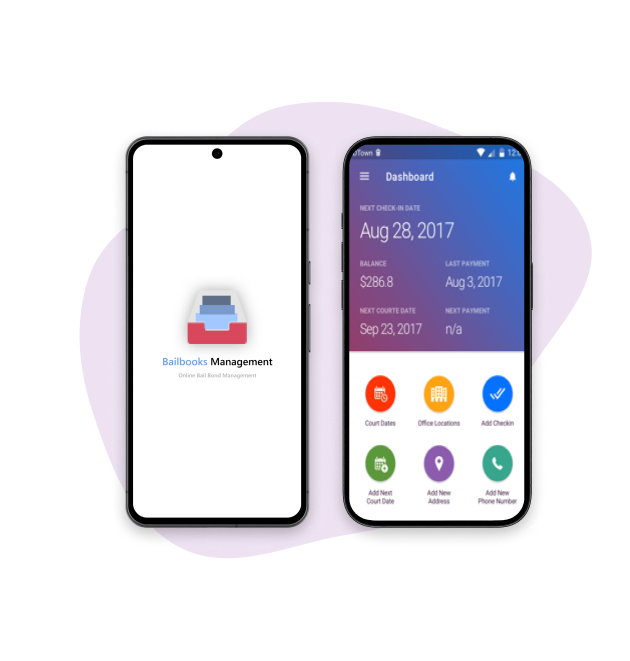 Bailbooks Management
Online Bail Bond Management
Dashboard
NEXT CHECK-IN DATE
Aug 28, 2017
BALANCE
LAST PAYMENT
$286.8
Aug 3, 2017
NEXT COURTE DATE
NEXT PAYMENT
Sep 23, 2017
n/a
Court Dates
Office Locations
Add Checkin
Add Next
Court Date
Add New
Address
Add New
Phone Number